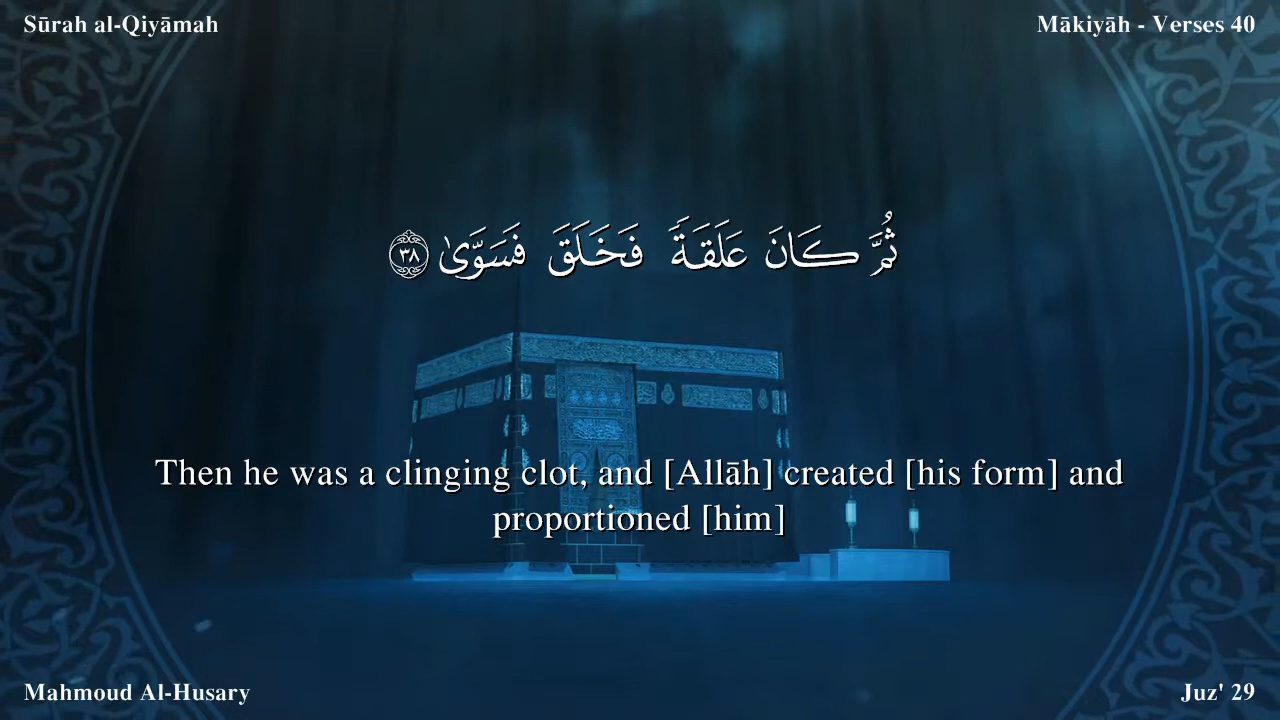 Sūrah al-Qiyāmah
Mākiyāh - Verses 40
ثُمَّ كَانَ عَلَقَةً فَخَلَقَ فَسَوَّىٰ ٣٨
Then he was a clinging clot, and [Allāh] created [his form] and
proportioned [him]
Mahmoud Al-Husary
Juz' 29